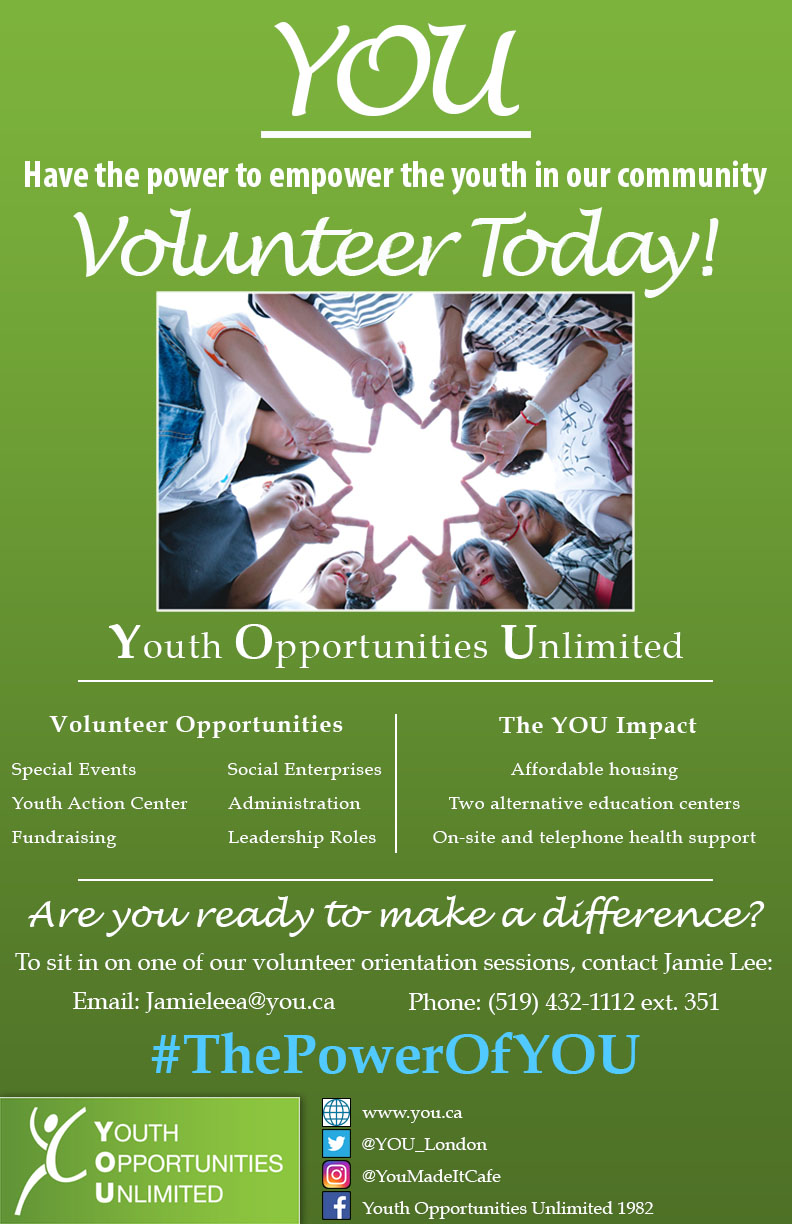 YOU
Have the power to empower the youth in our community
Volunteer Today!
Youth Opportunities Unlimited
Volunteer Opportunities
Special Events
Social Enterprises
Youth Action Center
Administration
Fundraising
Leadership Roles
The YOU Impact
Affordable housing
Two alternative education centers
On-site and telephone health support
Are you ready to make a difference?
To sit in on one of our volunteer orientation sessions, contact Jamie Lee:
Email: Jamieleea@you.ca
Phone: (519) 432-1112 ext. 351
#ThePowerOfYOU
YOUTH
OPPORTUNITIES
UNLIMITED
www.you.ca
@YOU_London
@YouMadeItCafe
Youth Opportunities Unlimited 1982